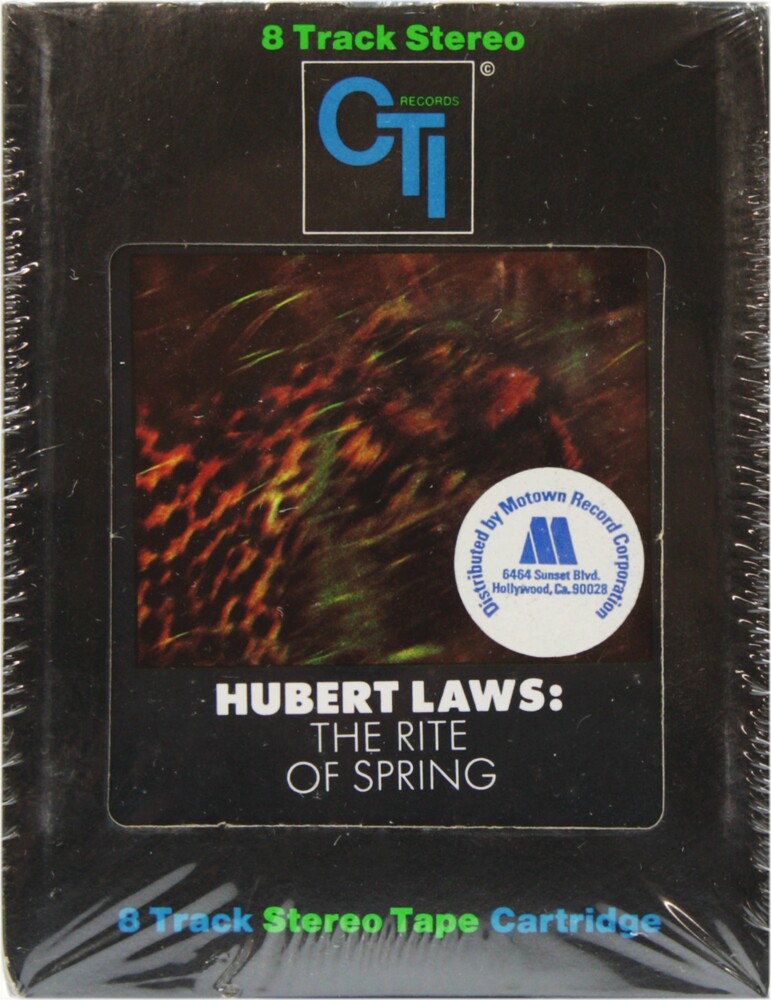 8 Track Stereo
©
CTI RECORDS
Distributed by Motown Record Corporation
M
6464 Sunset Blvd.
Hollywood, Ca. 90028
HUBERT LAWS:
THE RITE
OF SPRING
8 Track Stereo Tape Cartridge